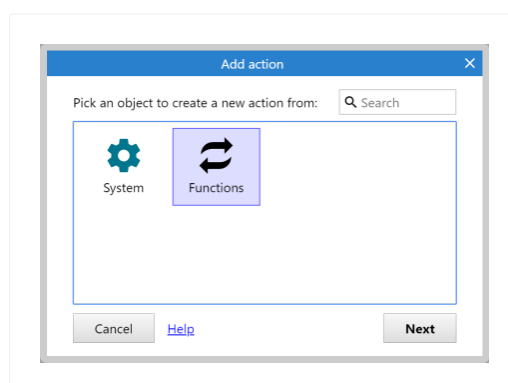 Add action
Pick an object to create a new action from:
Search
System
Functions
Cancel
Help
Next